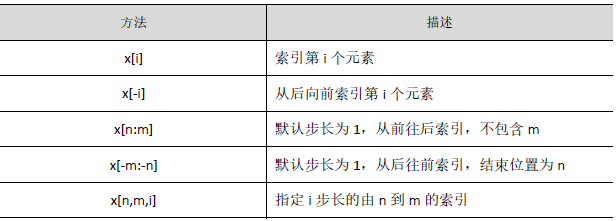 方法 描述
x[i] 索引第 i 个元素
x[-i] 从后向前索引第 i 个元素
x[n:m] 默认步长为 1，从前往后索引，不包含 m
x[-m:-n] 默认步长为 1，从后往前索引，结束位置为 n
x[n,m,i] 指定 i 步长的由 n 到 m 的索引